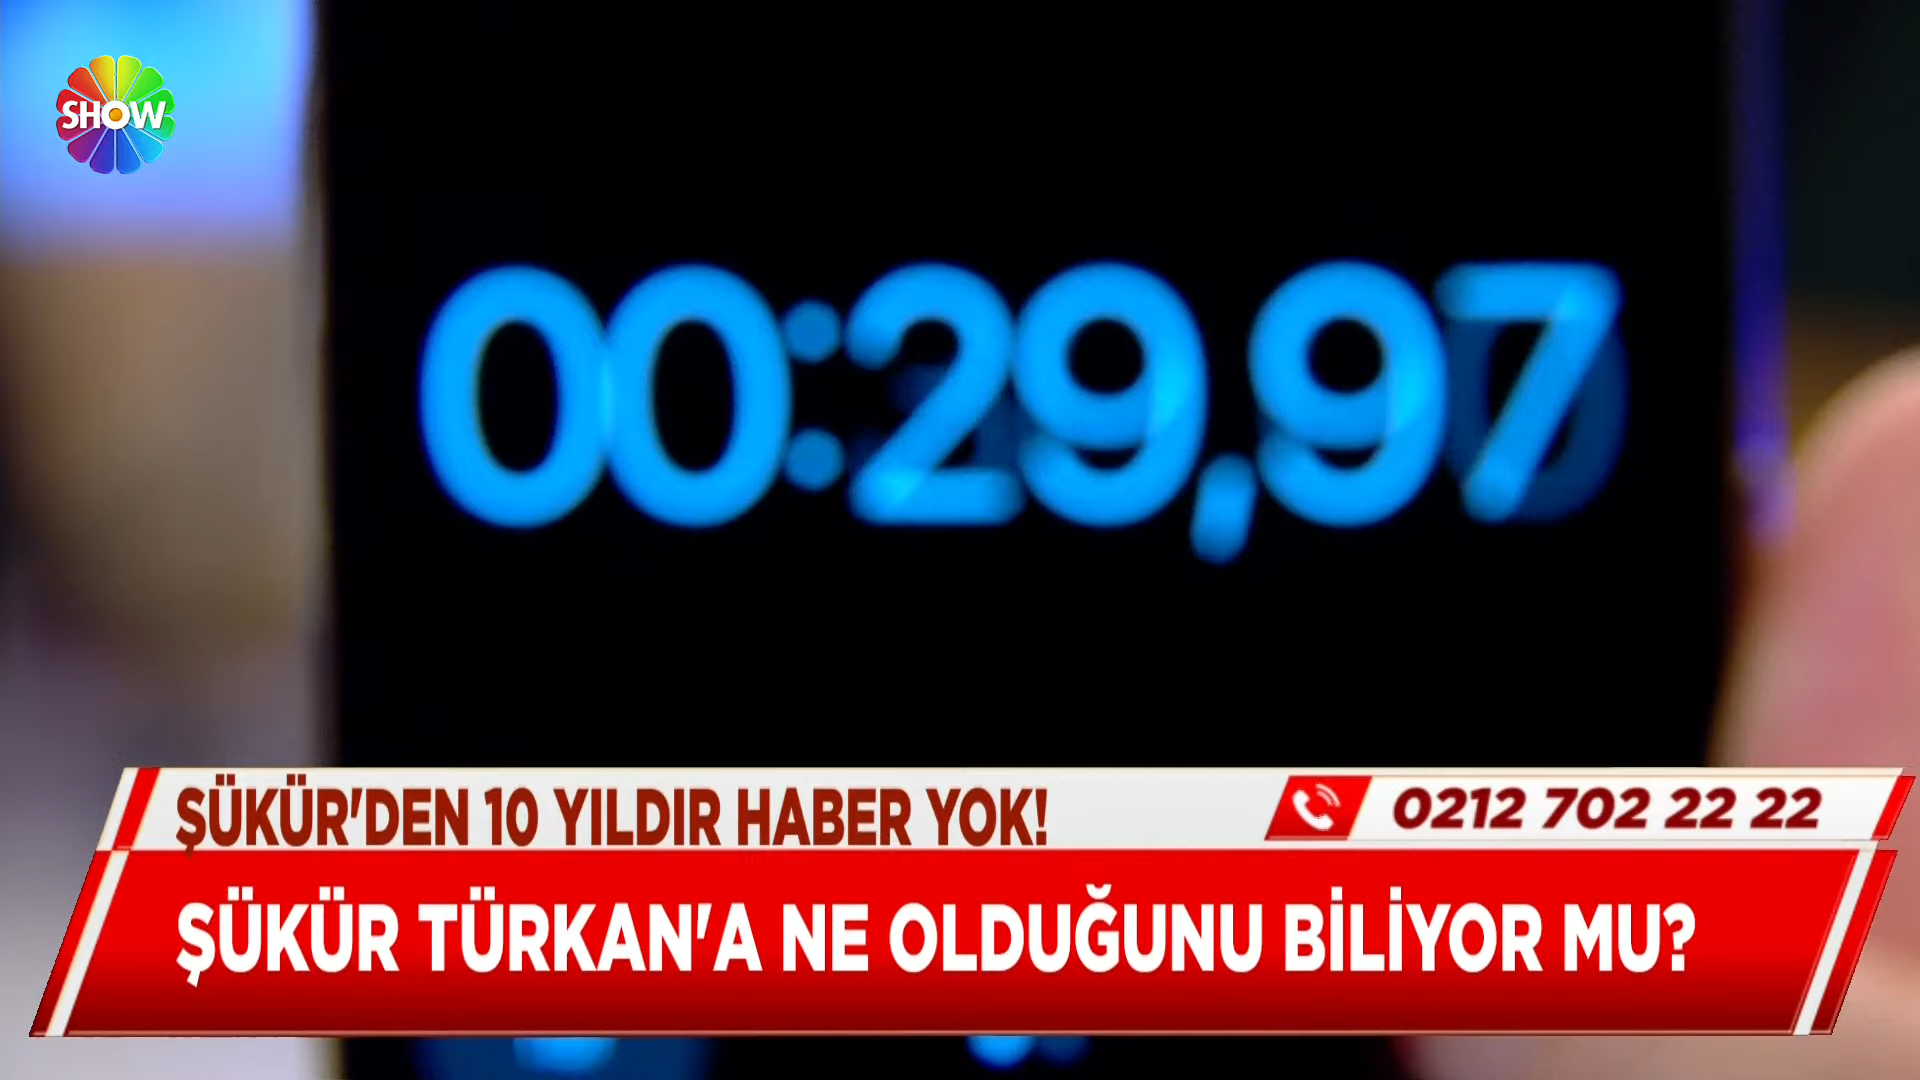 SHOW
00:29,97
ŞÜKÜR'DEN 10 YILDIR HABER YOK!
0212 702 22 22
ŞÜKÜR TÜRKAN'A NE OLDUĞUNU BİLİYOR MU?